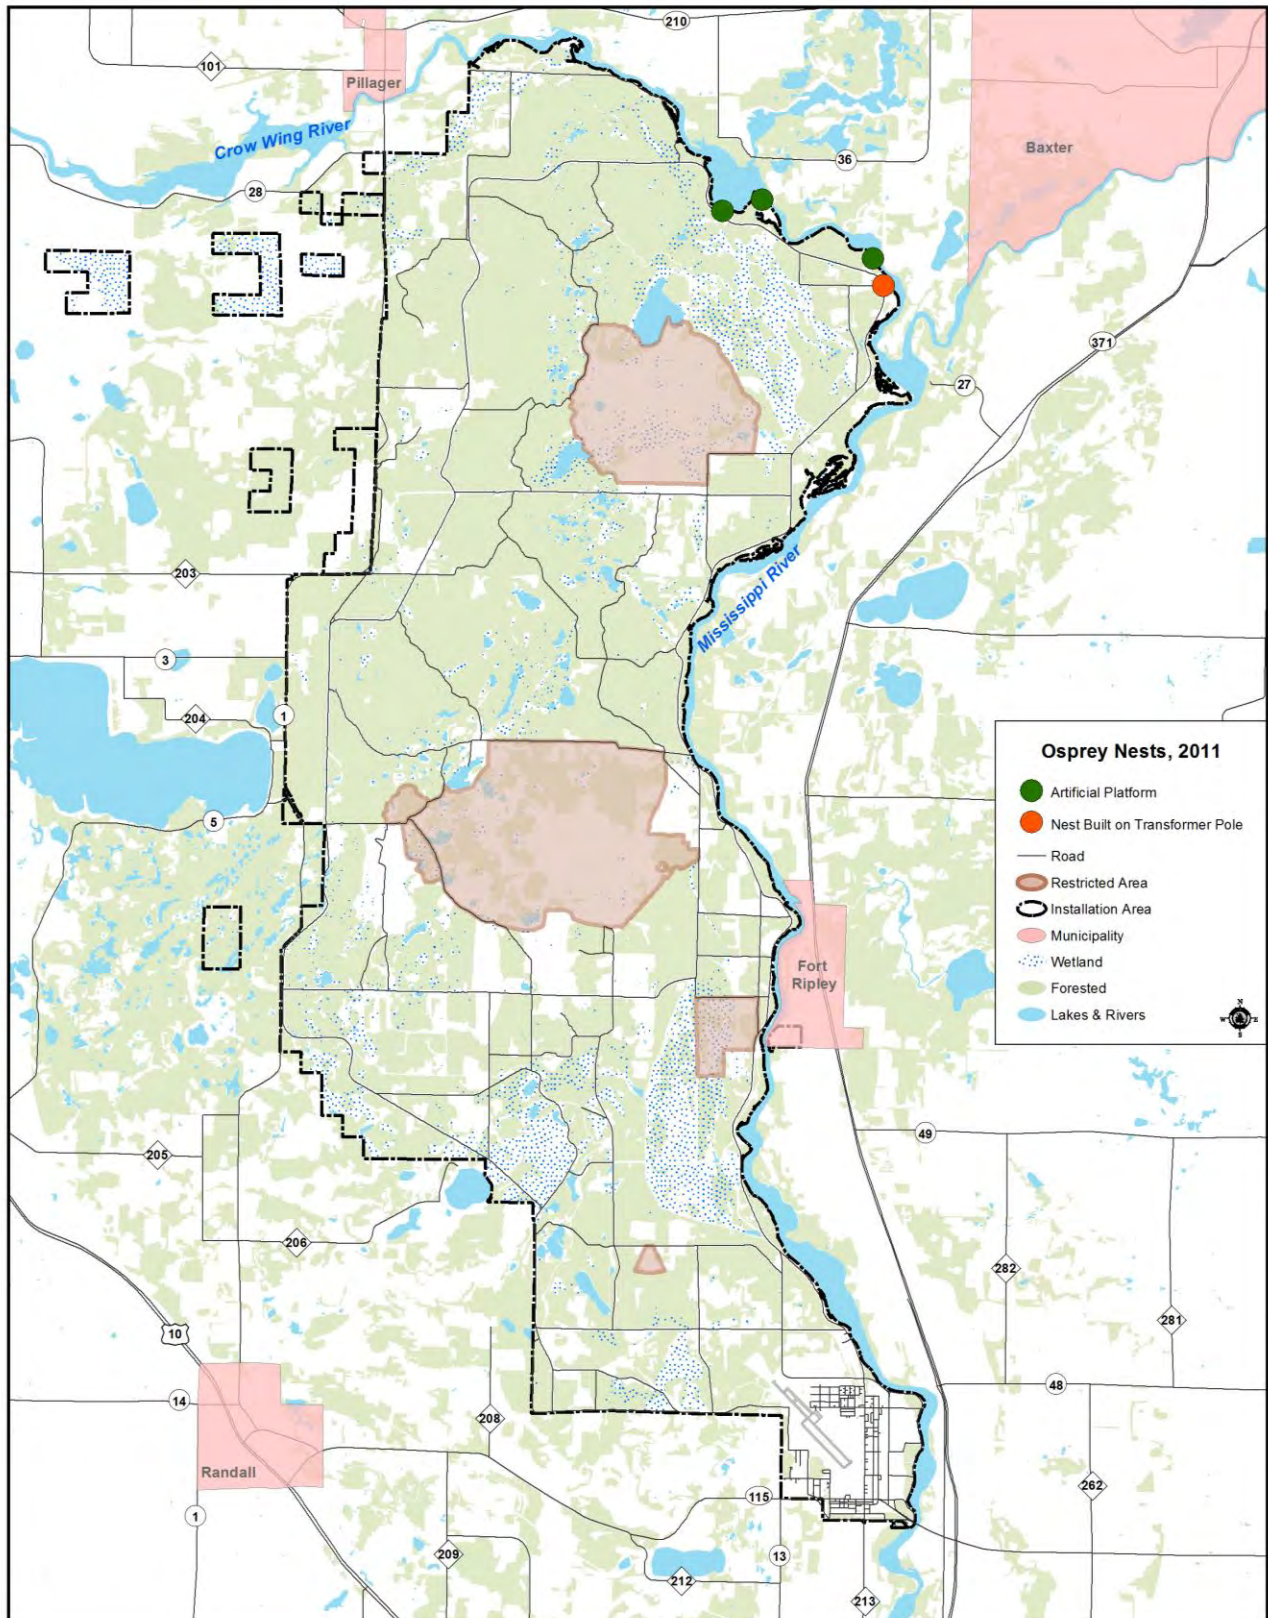 210
101
Pillager
Crow Wing River
36
Baxter
28
371
27
203
Mississippi River
3
204
1
5
Osprey Nests, 2011
Artificial Platform
Nest Built on Transformer Pole
Road
Restricted Area
Installation Area
Municipality
Wetland
Forested
Lakes & Rivers
N
W
E
S
Fort
Ripley
49
205
206
282
281
10
48
14
208
Randall
262
115
1
209
13
212
213